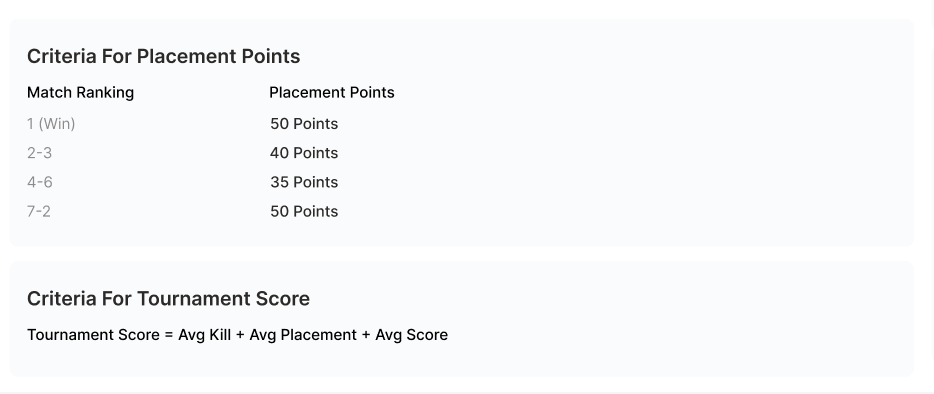 Criteria For Placement Points
Match Ranking Placement Points
1 (Win) 50 Points
2-3 40 Points
4-6 35 Points
7-2 50 Points
Criteria For Tournament Score
Tournament Score = Avg Kill + Avg Placement + Avg Score